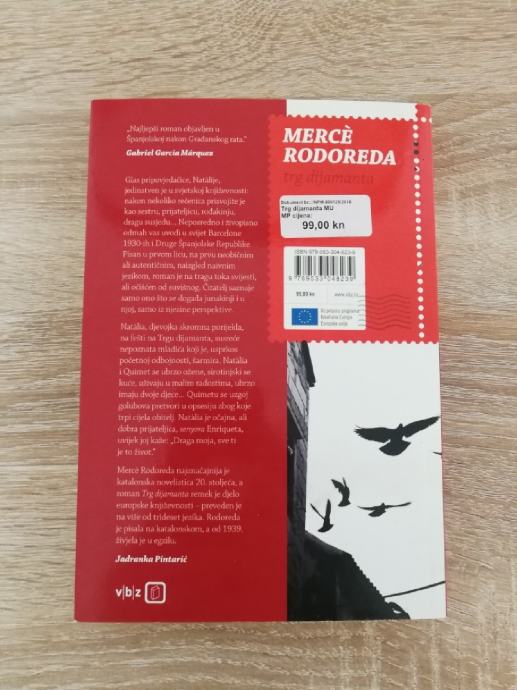 „Najljepši roman objavljen u
Španjolskoj nakon Građanskog rata.“
Gabriel García Márquez
Glas pripovjedačice, Natàlije,
jedinstven je u svjetskoj književnosti:
nakon nekoliko rečenica prisvojite je
kao sestru, prijateljicu, rođakinju,
dragu susjedu... Neposredno i živopisno
odmah vas uvodi u svijet Barcelone
1930-ih i Druge Španjolske Republike.
Pisan u prvom licu, na prvu neobičnim
ali autentičnim, naizgled naivnim
jezikom, roman je na tragu toka svijesti,
ali očišćen od suvišnog. Čitatelj saznaje
samo ono što se događa junakinji i u
njoj, samo iz njezine perspektive.
Natàlia, djevojka skromna porijekla,
na fešti na Trgu dijamanta, susreće
nepoznata mladića koji je, usprkos
početnoj odbojnosti, šarmira. Natàlia
i Quimet se ubrzo ožene, sirotinjski se
kuće, uživaju u malim radostima, ubrzo
imaju dvoje djece... Quimetu se uzgoj
golubova pretvori u opsesiju zbog koje
trpi cijela obitelj. Natàlia je očajna, ali
dobra prijateljica, senyora Enriqueta,
uvijek joj kaže: „Draga moja, sve ti
je to život.“
Mercè Rodoreda najznačajnija je
katalonska noveliatica 20. stoljeća, a
roman Trg dijamanta remek je djelo
europske književnosti – preveden je
na više od trideset jezika. Rodoreda
je pisala na katalonskom, a od 1939.
živjela je u egzilu.
Jadranka Pintarić
v|b|z
MERCÈ
RODOREDA
trg dijamanta
Trg dijamanta MU
MP cijena:
99,00 kn
99,00 kn
www.vbz.hr